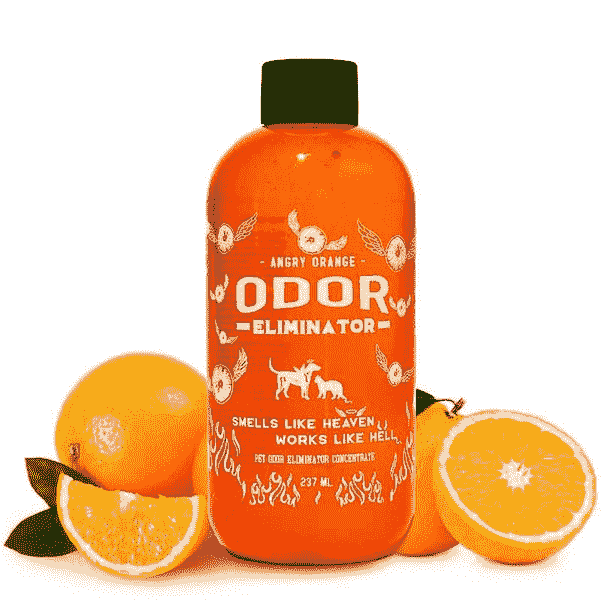 - ANGRY ORANGE -
ODOR
ELIMINATOR
SMELLS LIKE HEAVEN
WORKS LIKE HELL
PET ODOR ELIMINATOR CONCENTRATE
237 ML